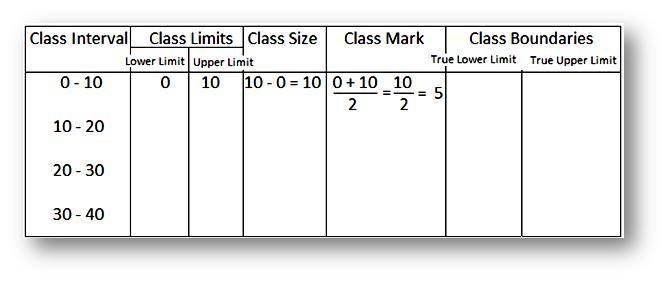 Class Interval Class Limits Class Size Class Mark Class Boundaries
Lower Limit Upper Limit True Lower Limit True Upper Limit
0 - 10 0 10 10 - 0 = 10 0 + 10 / 2 = 10 / 2 = 5
10 - 20
20 - 30
30 - 40